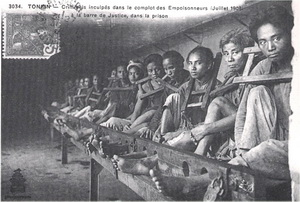 3034. TONKIN - Criminels inculpés dans le complot des Empoisonneurs (Juillet 1908)
à la barre de Justice, dans la prison